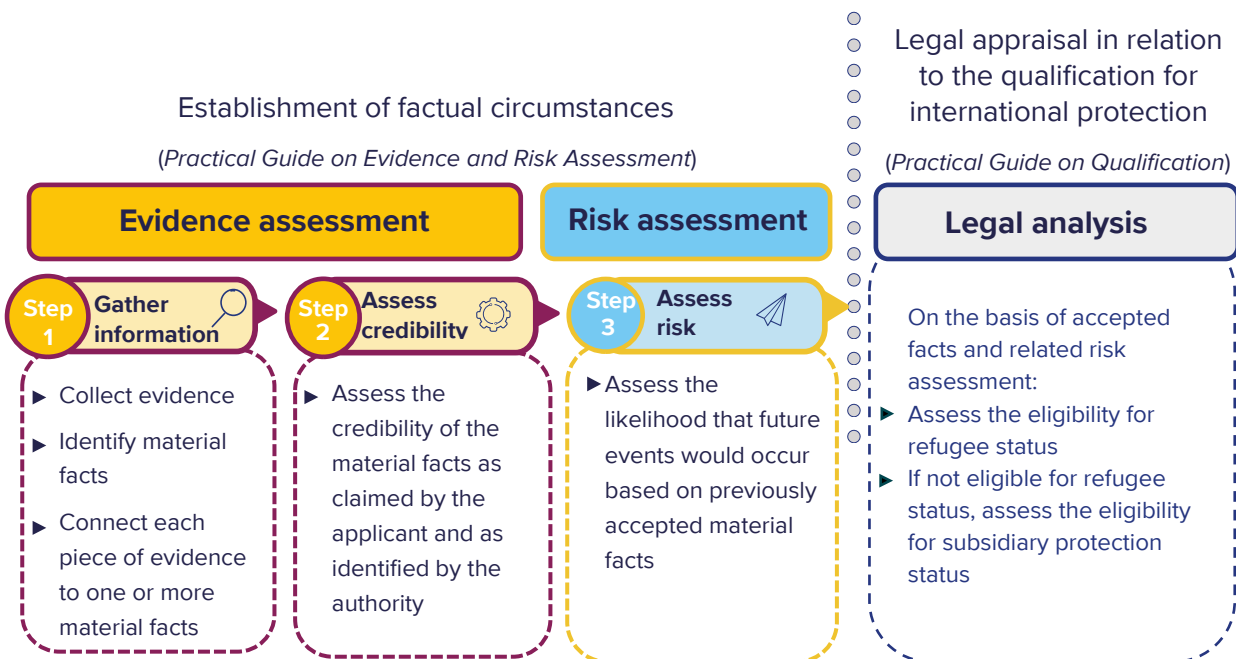 Establishment of factual circumstances
(Practical Guide on Evidence and Risk Assessment)
Legal appraisal in relation
to the qualification for
international protection
(Practical Guide on Qualification)
Evidence assessment
Risk assessment
Legal analysis
Step
1
Gather
information
Step
2
Assess
credibility
Step
3
Assess
risk
► Collect evidence
► Identify material
facts
► Connect each
piece of evidence
to one or more
material facts
► Assess the
credibility of the
material facts as
claimed by the
applicant and as
identified by the
authority
► Assess the
likelihood that future
events would occur
based on previously
accepted material
facts
On the basis of accepted
facts and related risk
assessment:
► Assess the eligibility for
refugee status
► If not eligible for refugee
status, assess the eligibility
for subsidiary protection
status